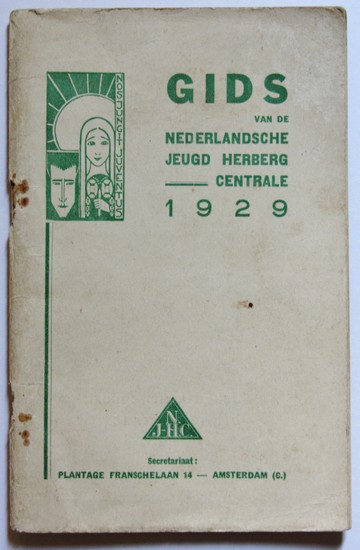 GIDS
VAN DE
NEDERLANDSCHE
JEUGD HERBERG
CENTRALE
1929
NOS JUNGIT JUVENTUS
N
J·H·C
Secretariaat:
PLANTAGE FRANSCHELAAN 14 — AMSTERDAM (C.)